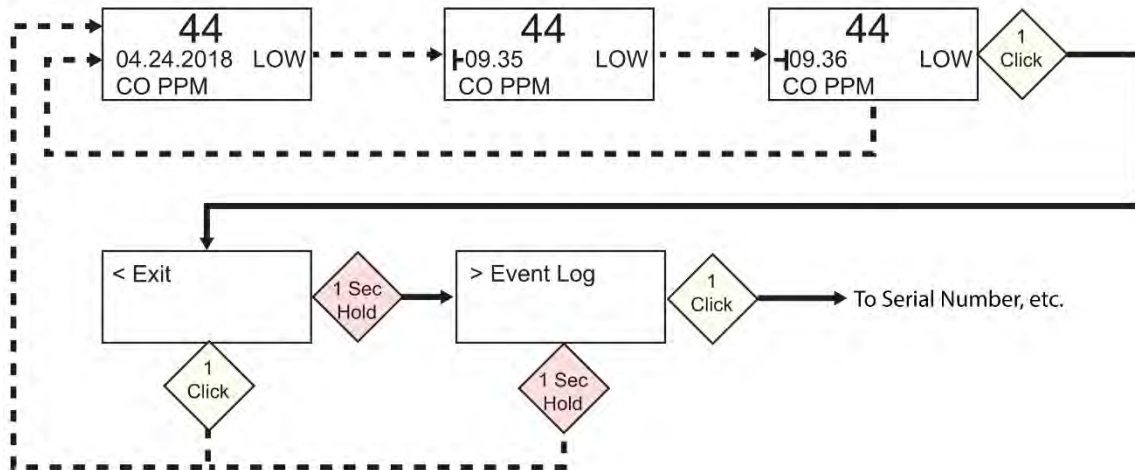 44
04.24.2018 LOW
CO PPM
44
09.35 LOW
CO PPM
44
09.36 LOW
CO PPM
1
Click
< Exit
1 Sec
Hold
> Event Log
1
Click
To Serial Number, etc.
1
Click
1 Sec
Hold